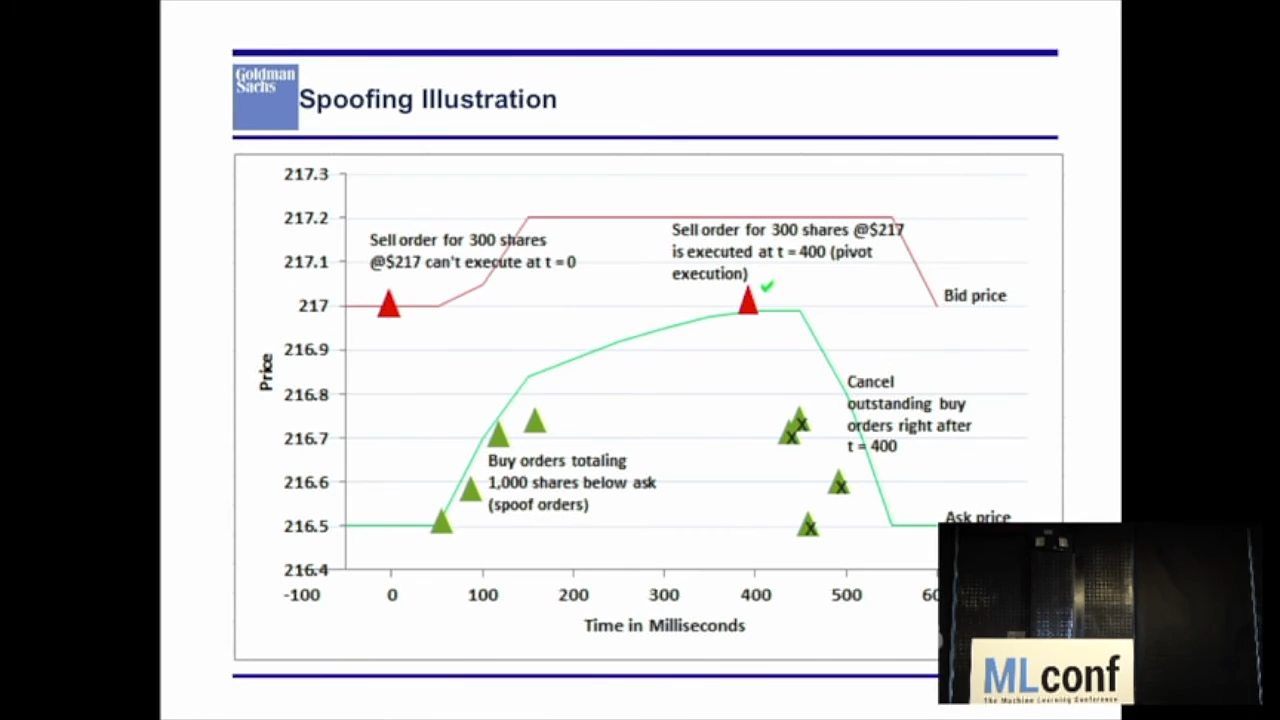 Goldman
Sachs
Spoofing Illustration
217.3
217.2
217.1
217
216.9
216.8
216.7
216.6
216.5
216.4
Price
Sell order for 300 shares
@$217 can't execute at t = 0
Sell order for 300 shares @$217
is executed at t = 400 (pivot
execution)
Bid price
Cancel
outstanding buy
orders right after
t = 400
Buy orders totaling
1,000 shares below ask
(spoof orders)
X
X
X
X
Ask price
-100 0 100 200 300 400 500
Time in Milliseconds
MLconf
The Machine Learning Conference